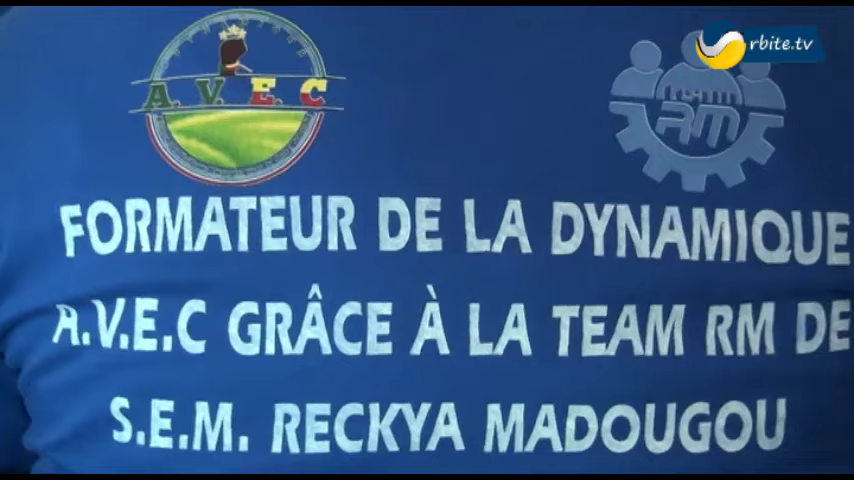 rbite.tv
A.V.E.C
RM
FORMATEUR DE LA DYNAMIQUE
A.V.E.C GRÂCE À LA TEAM RM DE
S.E.M. RECKYA MADOUGOU